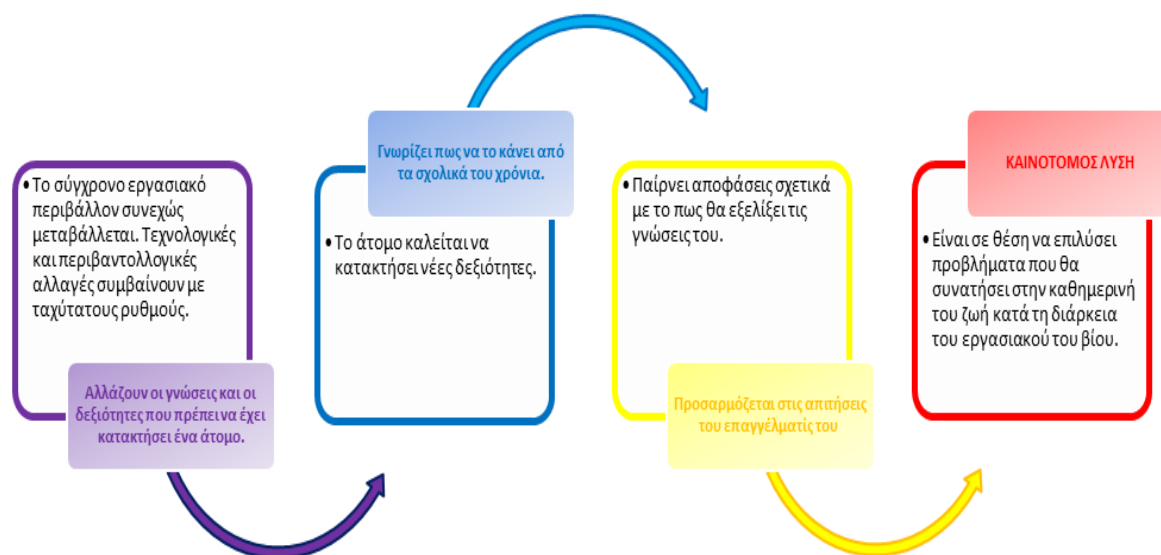 • Το σύγχρονο εργασιακό
περιβάλλον συνεχώς
μεταβάλλεται. Τεχνολογικές
και περιβαντολλογικές
αλλαγές συμβαίνουν με
ταχύτατους ρυθμούς.
Αλλάζουν οι γνώσεις και οι
δεξιότητες που πρέπει να έχει
κατακτήσει ένα άτομο.
Γνωρίζει πως να το κάνει από
τα σχολικά του χρόνια.
• Το άτομο καλείται να
κατακτήσει νέες δεξιότητες.
• Παίρνει αποφάσεις σχετικά
με το πως θα εξελίξει τις
γνώσεις του.
Προσαρμόζεται στις απιτήσεις
του επαγγέλματίς του
ΚΑΙΝΟΤΟΜΟΣ ΛΥΣΗ
• Είναι σε θέση να επιλύσει
προβλήματα που θα
συνατήσει στην καθημερινή
του ζωή κατά τη διάρκεια
του εργασιακού του βίου.